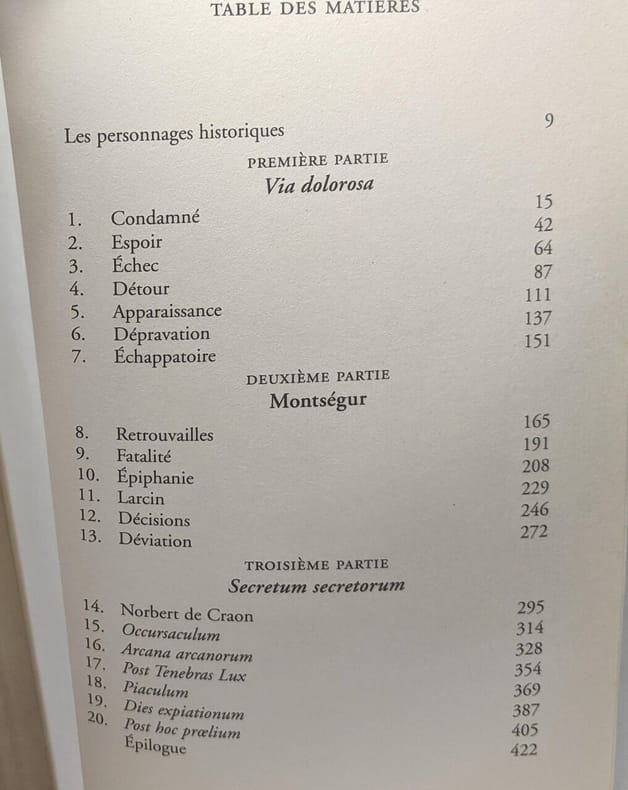 TABLE DES MATIÈRES
Les personnages historiques 9
PREMIÈRE PARTIE
Via dolorosa
1. Condamné 15
2. Espoir 42
3. Échec 64
4. Détour 87
5. Apparaissance 111
6. Dépravation 137
7. Échappatoire 151
DEUXIÈME PARTIE
Montségur
8. Retrouvailles 165
9. Fatalité 191
10. Épiphanie 208
11. Larcin 229
12. Décisions 246
13. Déviation 272
TROISIÈME PARTIE
Secretum secretorum
14. Norbert de Craon 295
15. Occursaculum 314
16. Arcana arcanorum 328
17. Post Tenebras Lux 354
18. Piaculum 369
19. Dies expiationum 387
20. Post hoc prœlium 405
Épilogue 422